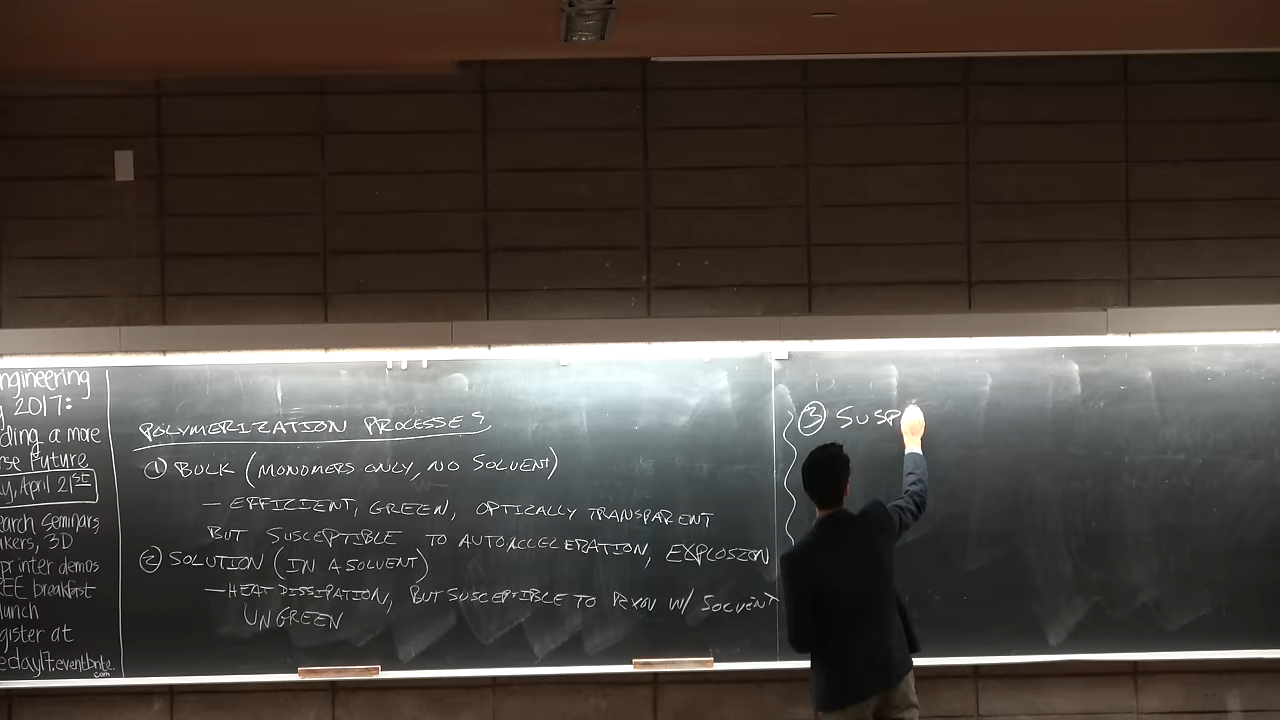 ngineering
2017:
ding a more
rse Future
y, April 21st
earch seminars,
akers, 3D
printer demos
REE breakfast
lunch
gister at
eday17.eventbrite.
com
POLYMERIZATION PROCESSES
① BULK (MONOMERS ONLY, NO SOLVENT)
— EFFICIENT, GREEN, OPTICALLY TRANSPARENT
BUT SUSCEPTIBLE TO AUTOACCELERATION, EXPLOSION
② SOLUTION (IN A SOLVENT)
— HEAT DISSIPATION, BUT SUSCEPTIBLE TO REXN W/ SOLVENT
UNGREEN
③ SUSP